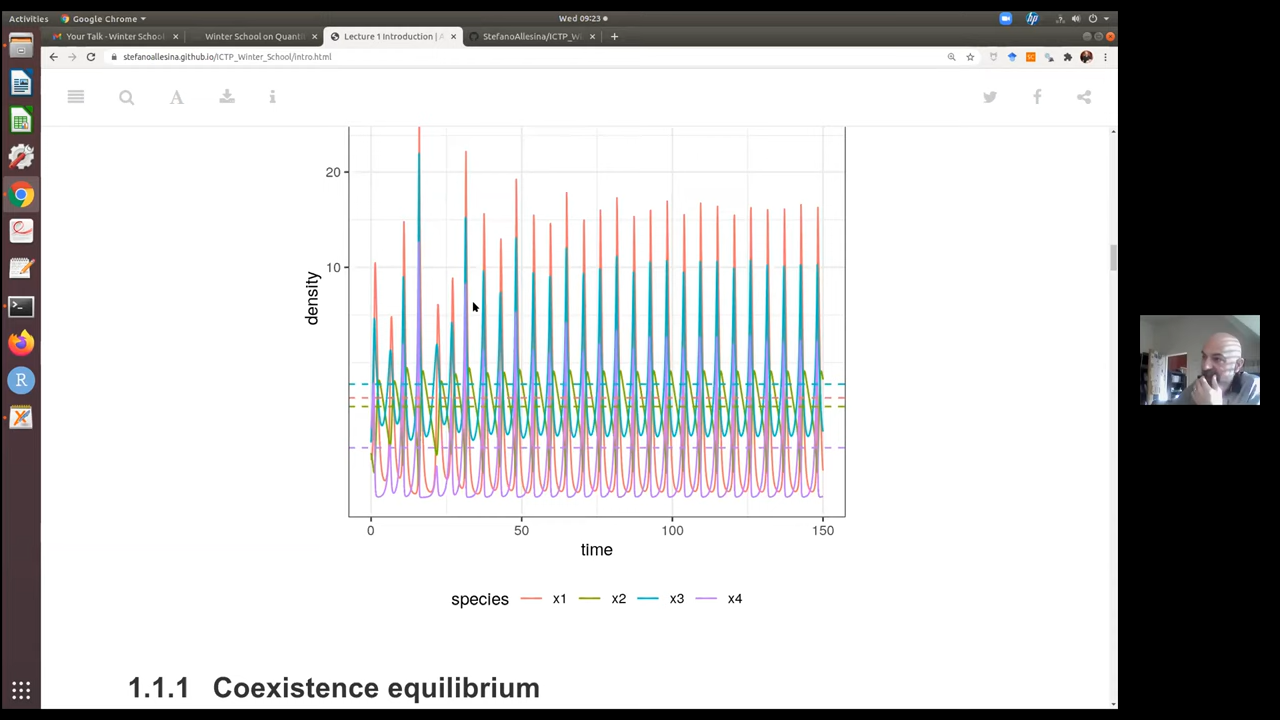 Activities
Google Chrome
Wed 09:23
Your Talk - Winter School
Winter School on Quanti
Lecture 1 Introduction | A
StefanoAllesina/ICTP_Wi
stefanoallesina.github.io/ICTP_Winter_School/intro.html
20
10
density
0
50
100
150
time
species x1 x2 x3 x4
1.1.1 Coexistence equilibrium